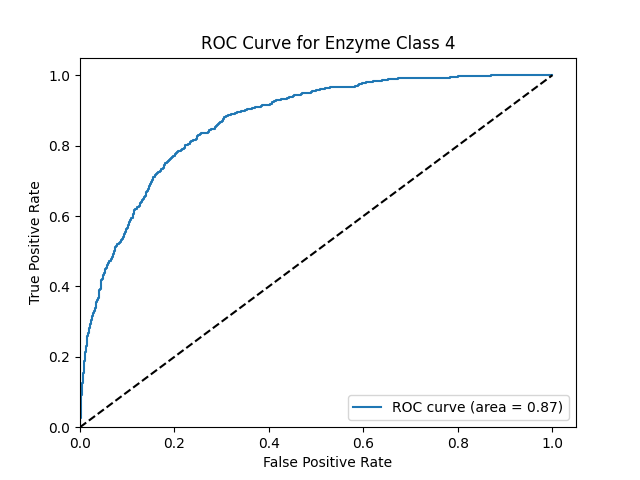 ROC Curve for Enzyme Class 4
True Positive Rate
1.0
0.8
0.6
0.4
0.2
0.0
0.0 0.2 0.4 0.6 0.8 1.0
False Positive Rate
ROC curve (area = 0.87)